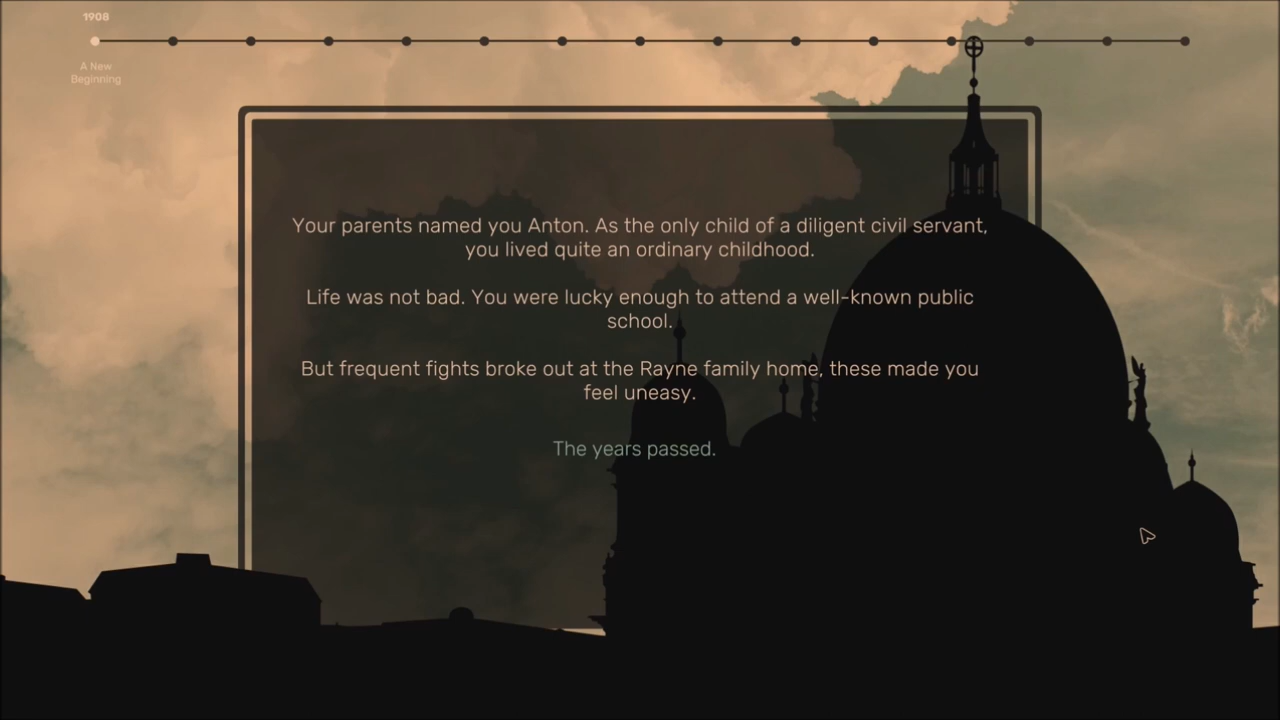 1908
A New
Beginning
Your parents named you Anton. As the only child of a diligent civil servant,
you lived quite an ordinary childhood.
Life was not bad. You were lucky enough to attend a well-known public
school.
But frequent fights broke out at the Rayne family home, these made you
feel uneasy.
The years passed.